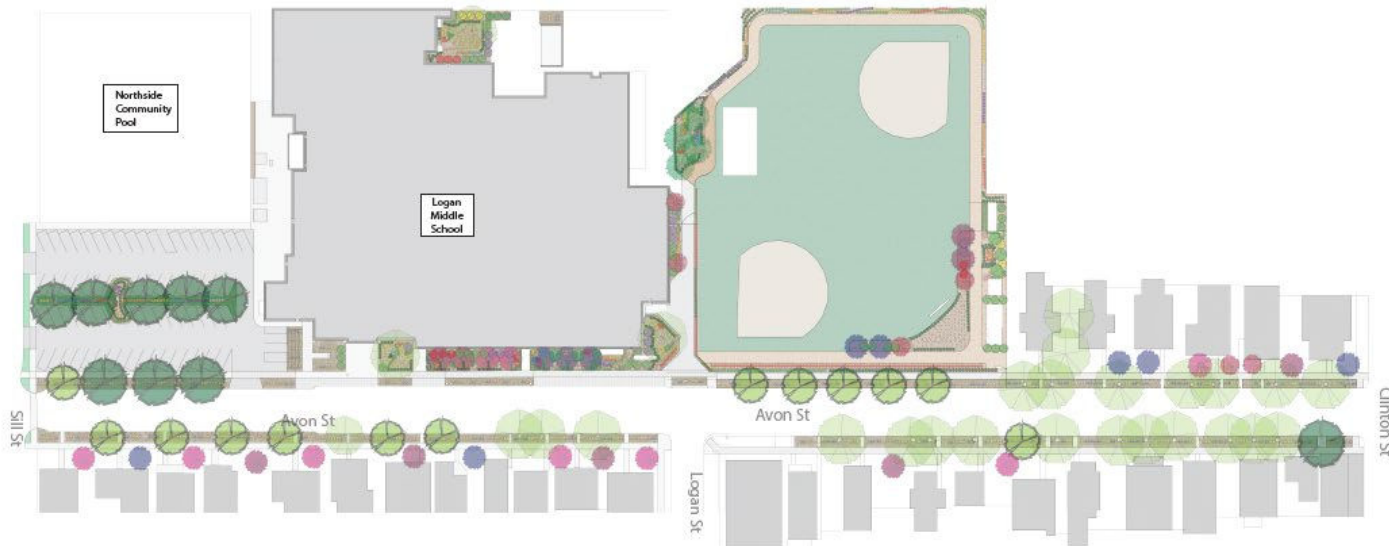 Northside
Community
Pool
Logan
Middle
School
Avon St
Avon St
Sill St
Logan St
Clinton St